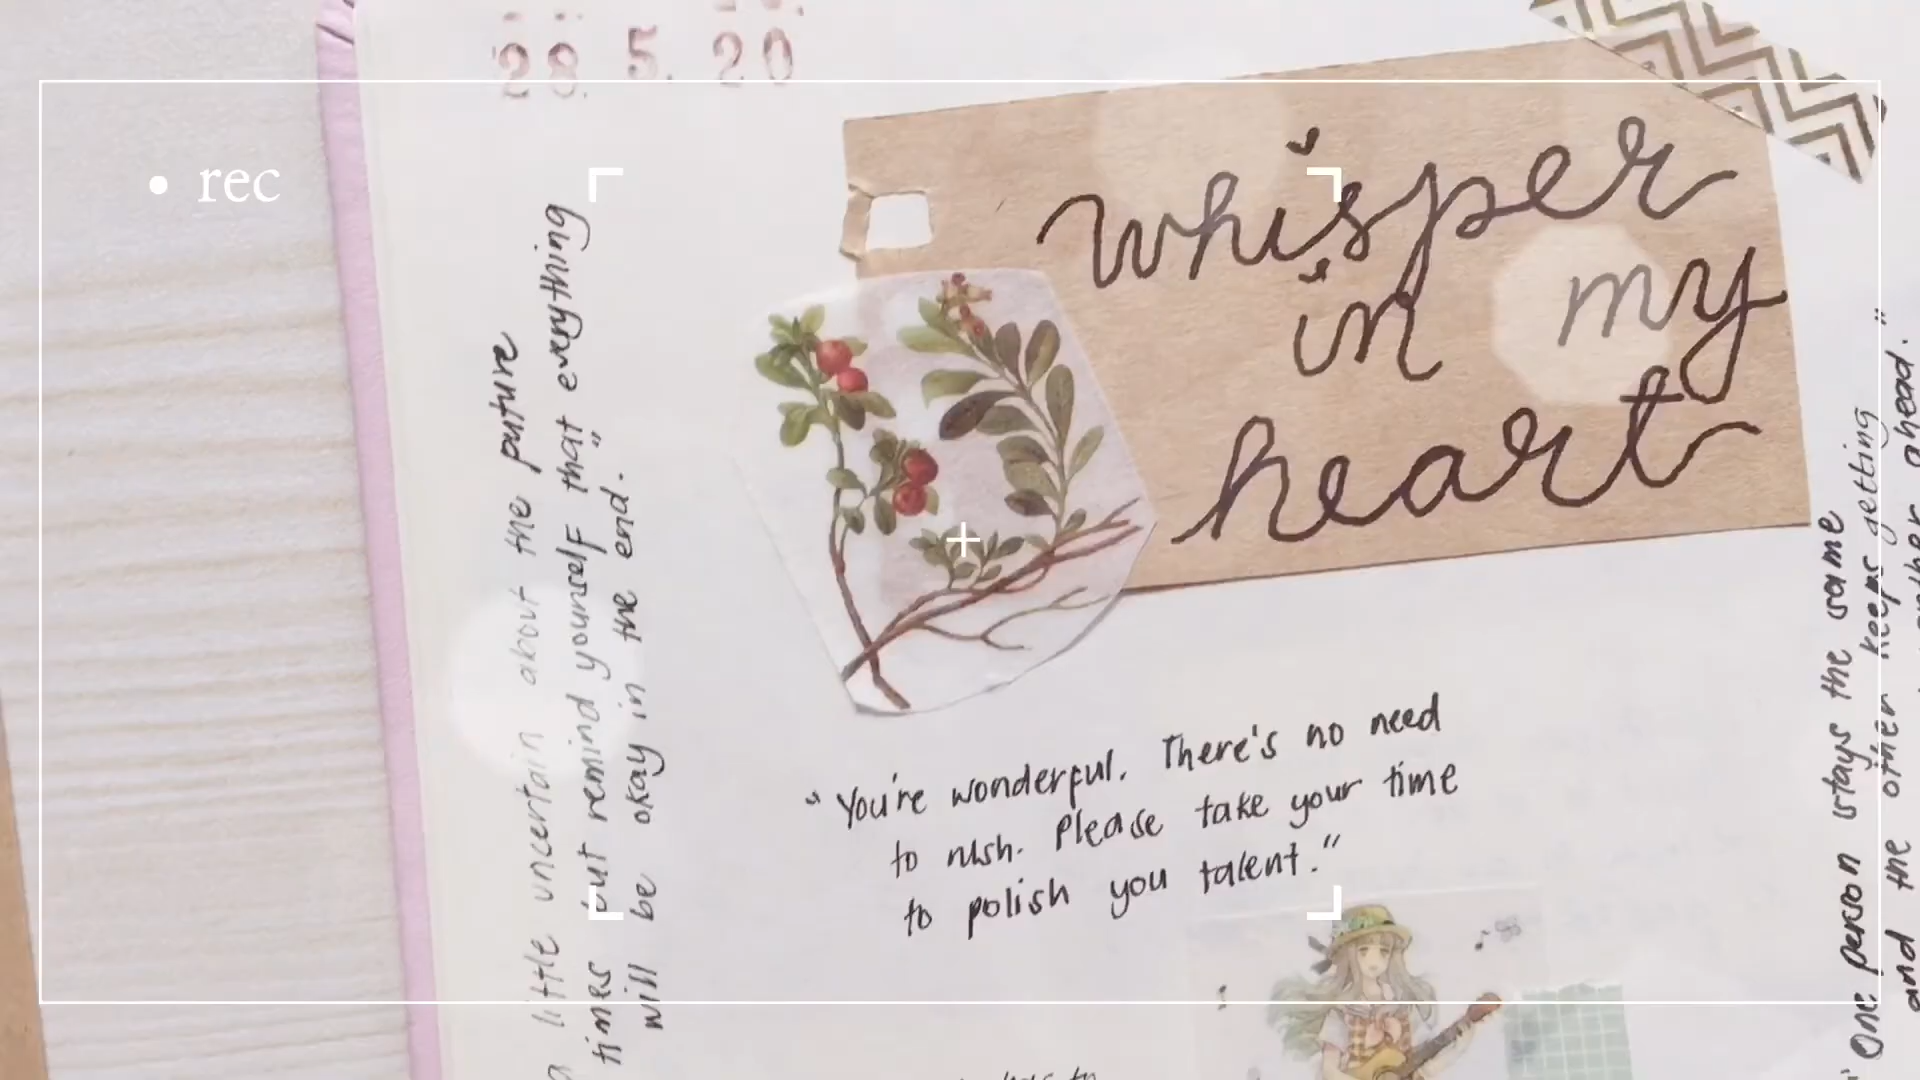 28. 5. 20
• rec
whisper
in my
heart
little uncertain about the future
times but remind yourself that everything
will be okay in the end."
"You're wonderful. There's no need
to rush. Please take your time
to polish you talent."
"One person stays the same
and the other keeps getting
ahead."